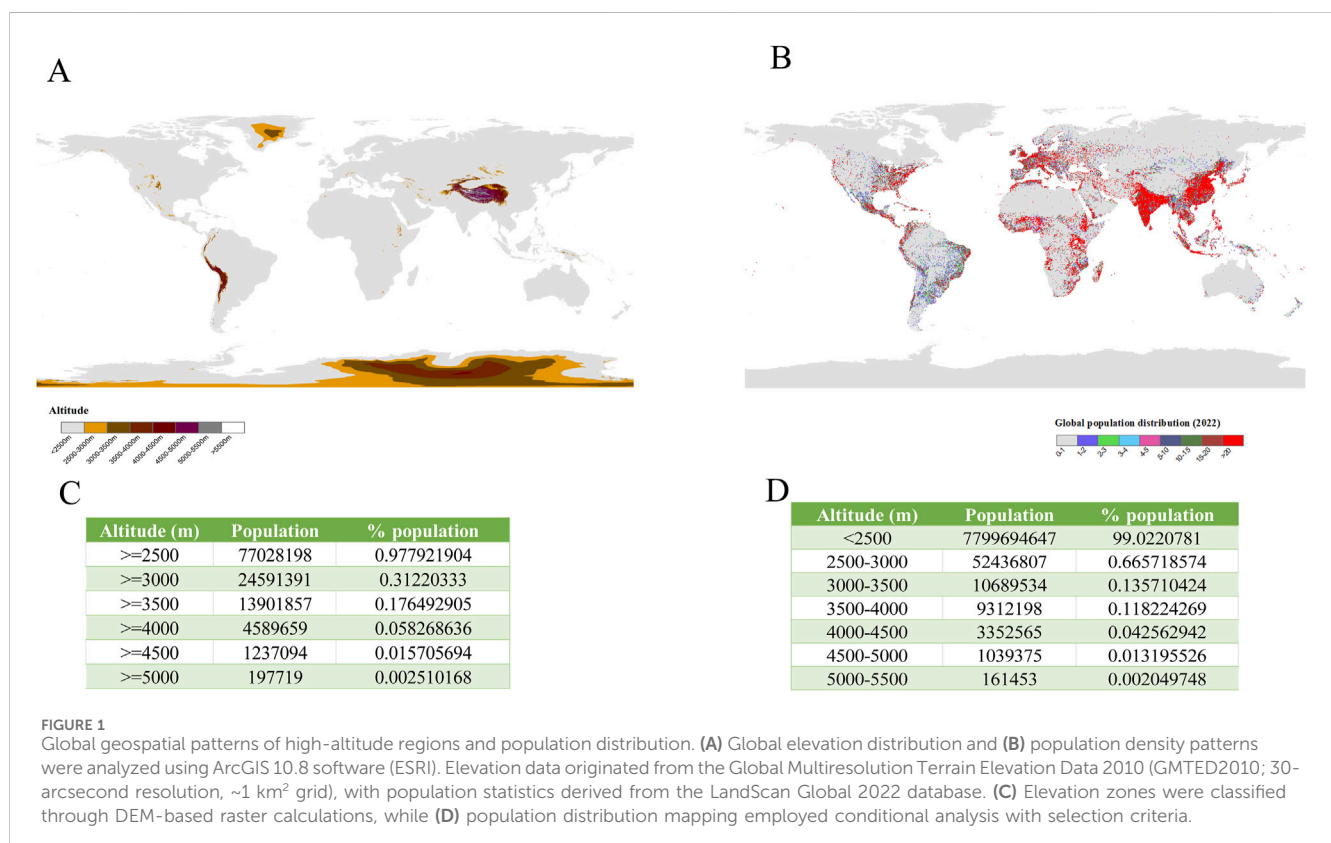 A
B
Altitude
<2500m
2500-3000m
3000-3500m
3500-4000m
4000-4500m
4500-5000m
5000-5500m
>5500m
Global population distribution (2022)
0-1
1-2
2-3
3-4
4-5
5-10
10-15
15-20
>20
C
Altitude (m) Population % population
>=2500 77028198 0.977921904
>=3000 24591391 0.31220333
>=3500 13901857 0.176492905
>=4000 4589659 0.058268636
>=4500 1237094 0.015705694
>=5000 197719 0.002510168
D
Altitude (m) Population % population
<2500 7799694647 99.0220781
2500-3000 52436807 0.665718574
3000-3500 10689534 0.135710424
3500-4000 9312198 0.118224269
4000-4500 3352565 0.042562942
4500-5000 1039375 0.013195526
5000-5500 161453 0.002049748
FIGURE 1
Global geospatial patterns of high-altitude regions and population distribution. (A) Global elevation distribution and (B) population density patterns
were analyzed using ArcGIS 10.8 software (ESRI). Elevation data originated from the Global Multiresolution Terrain Elevation Data 2010 (GMTED2010; 30-
arcsecond resolution, ~1 km² grid), with population statistics derived from the LandScan Global 2022 database. (C) Elevation zones were classified
through DEM-based raster calculations, while (D) population distribution mapping employed conditional analysis with selection criteria.